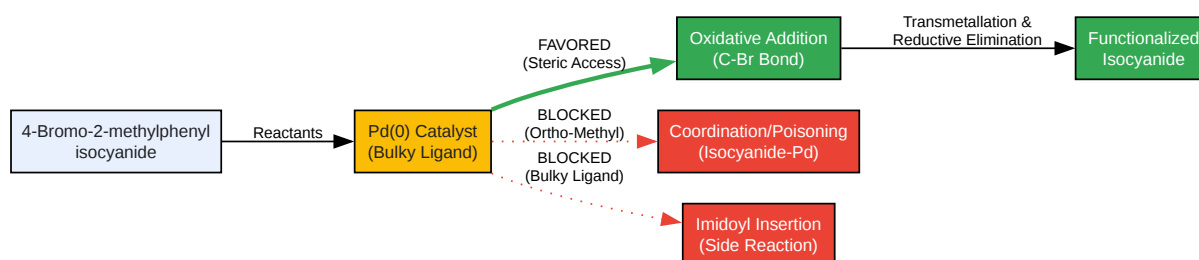 4-Bromo-2-methylphenyl
isocyanide
Reactants
Pd(0) Catalyst
(Bulky Ligand)
FAVORED
(Steric Access)
Oxidative Addition
(C-Br Bond)
Transmetallation &
Reductive Elimination
Functionalized
Isocyanide
BLOCKED
(Ortho-Methyl)
Coordination/Poisoning
(Isocyanide-Pd)
BLOCKED
(Bulky Ligand)
Imidoyl Insertion
(Side Reaction)